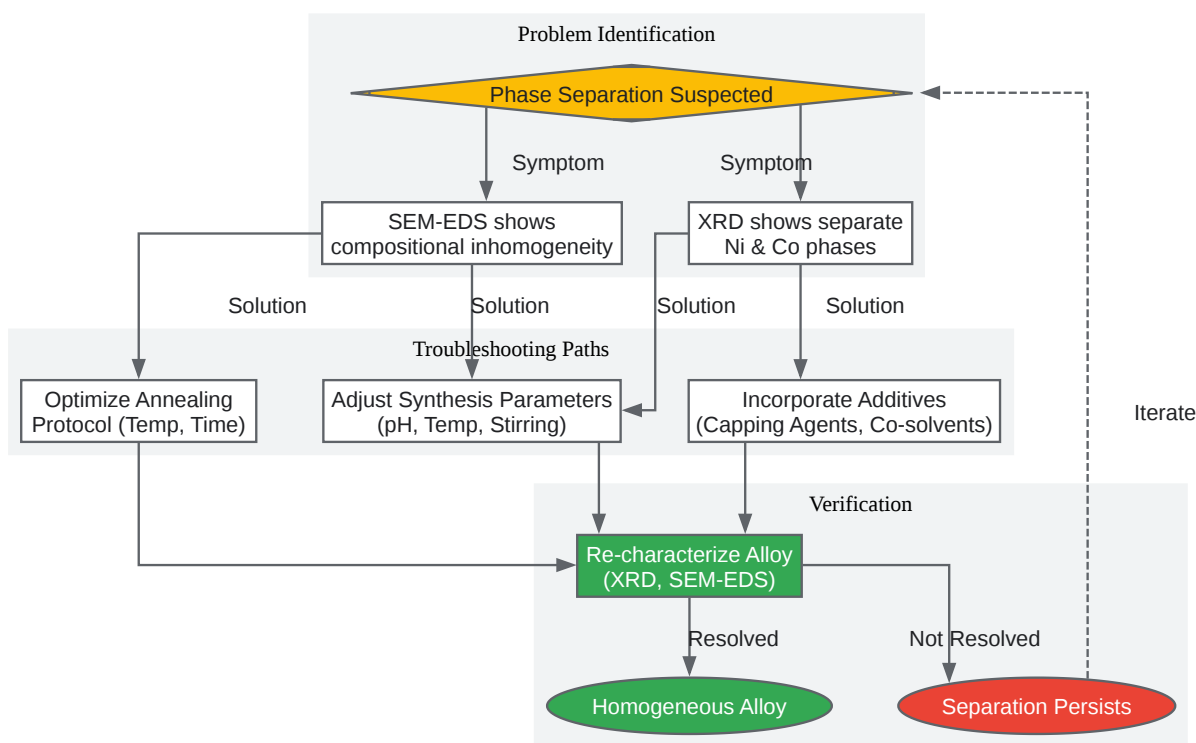 Problem Identification
Phase Separation Suspected
Symptom
Symptom
SEM-EDS shows
compositional inhomogeneity
XRD shows separate
Ni & Co phases
Solution
Solution
Solution
Solution
Troubleshooting Paths
Optimize Annealing
Protocol (Temp, Time)
Adjust Synthesis Parameters
(pH, Temp, Stirring)
Incorporate Additives
(Capping Agents, Co-solvents)
Iterate
Verification
Re-characterize Alloy
(XRD, SEM-EDS)
Resolved
Not Resolved
Homogeneous Alloy
Separation Persists